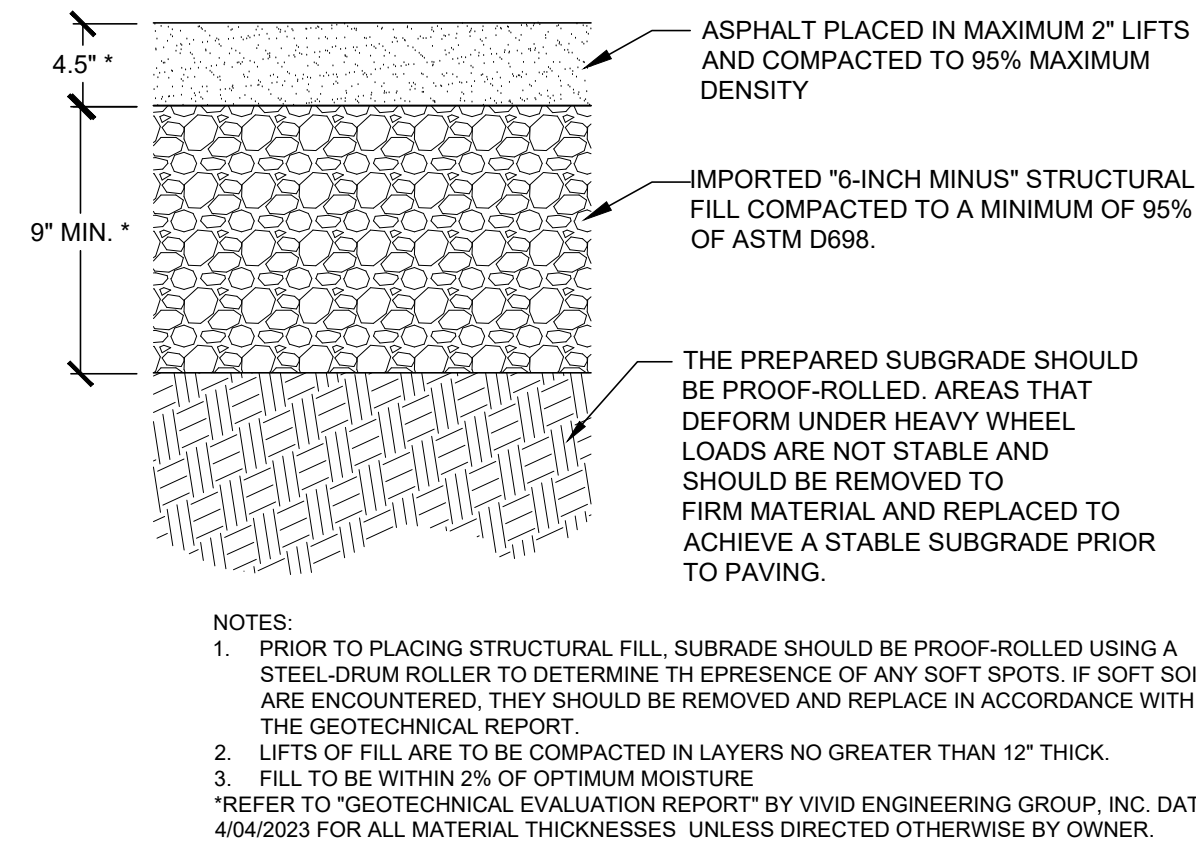 4.5" *
ASPHALT PLACED IN MAXIMUM 2" LIFTS
AND COMPACTED TO 95% MAXIMUM
DENSITY
9" MIN. *
IMPORTED "6-INCH MINUS" STRUCTURAL
FILL COMPACTED TO A MINIMUM OF 95%
OF ASTM D698.
THE PREPARED SUBGRADE SHOULD
BE PROOF-ROLLED. AREAS THAT
DEFORM UNDER HEAVY WHEEL
LOADS ARE NOT STABLE AND
SHOULD BE REMOVED TO
FIRM MATERIAL AND REPLACED TO
ACHIEVE A STABLE SUBGRADE PRIOR
TO PAVING.
NOTES:
1. PRIOR TO PLACING STRUCTURAL FILL, SUBRADE SHOULD BE PROOF-ROLLED USING A
STEEL-DRUM ROLLER TO DETERMINE TH EPRESENCE OF ANY SOFT SPOTS. IF SOFT SOI
ARE ENCOUNTERED, THEY SHOULD BE REMOVED AND REPLACE IN ACCORDANCE WITH
THE GEOTECHNICAL REPORT.
2. LIFTS OF FILL ARE TO BE COMPACTED IN LAYERS NO GREATER THAN 12" THICK.
3. FILL TO BE WITHIN 2% OF OPTIMUM MOISTURE
*REFER TO "GEOTECHNICAL EVALUATION REPORT" BY VIVID ENGINEERING GROUP, INC. DAT
4/04/2023 FOR ALL MATERIAL THICKNESSES UNLESS DIRECTED OTHERWISE BY OWNER.